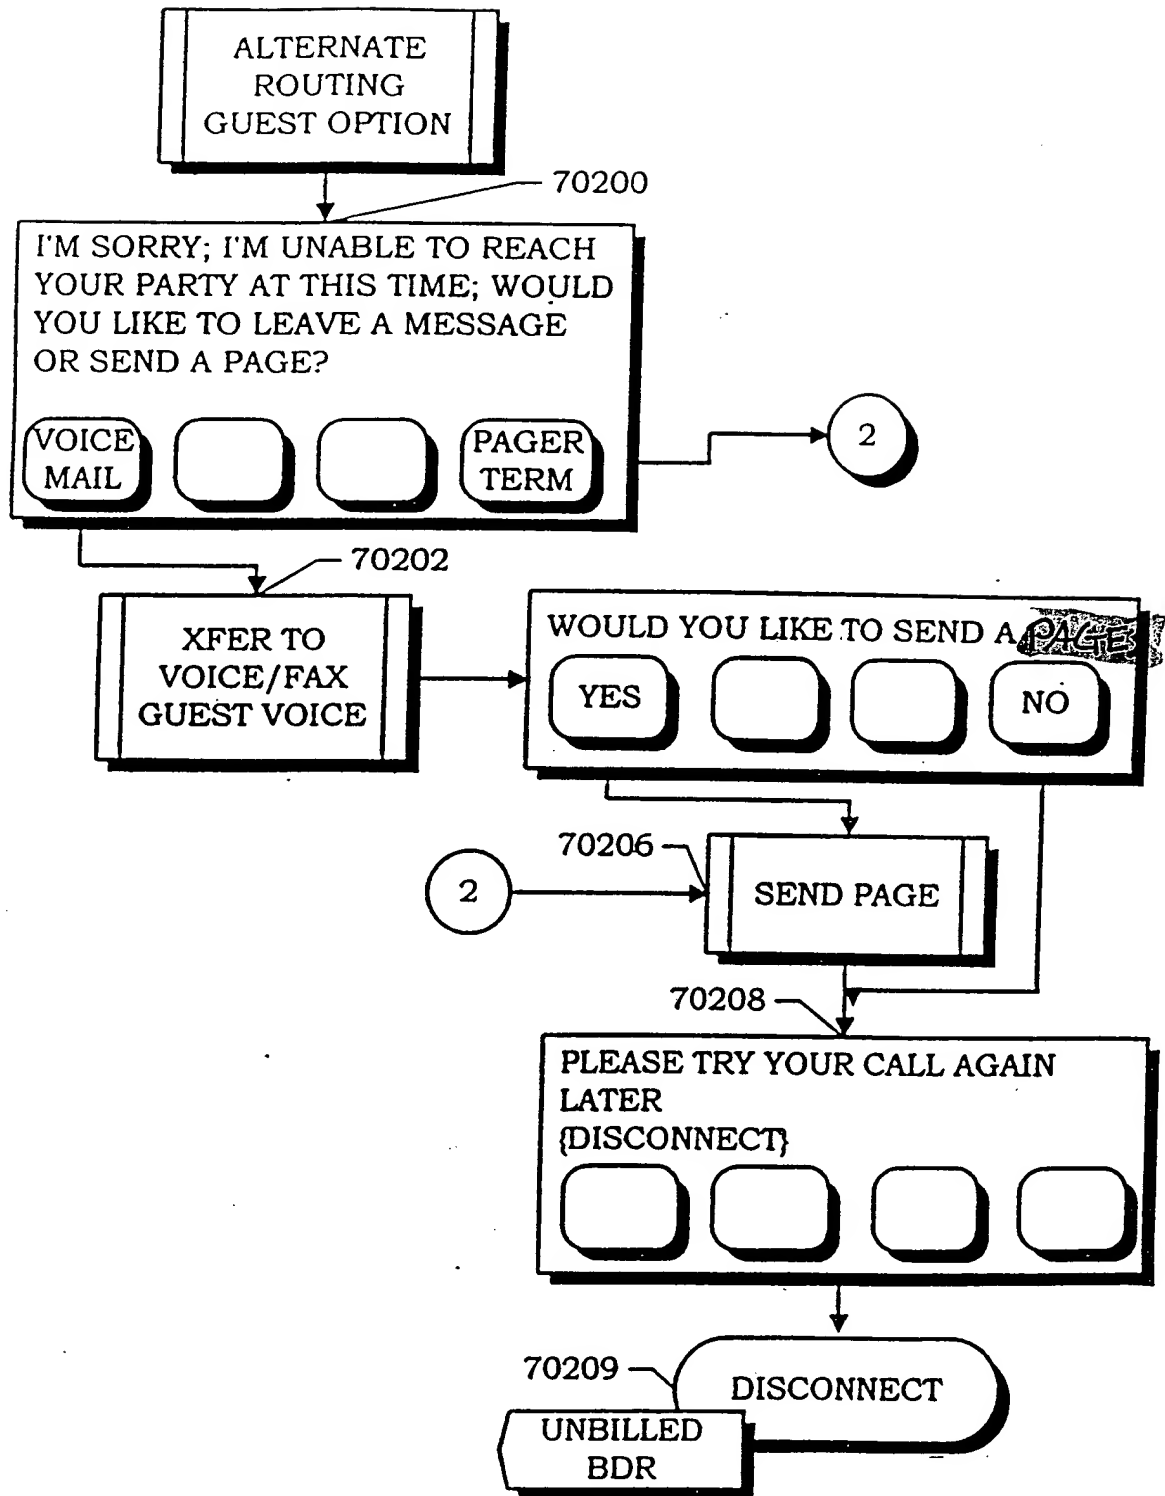 ALTERNATE
ROUTING
GUEST OPTION
70200
I'M SORRY; I'M UNABLE TO REACH
YOUR PARTY AT THIS TIME; WOULD
YOU LIKE TO LEAVE A MESSAGE
OR SEND A PAGE?
VOICE
MAIL
PAGER
TERM
2
70202
XFER TO
VOICE/FAX
GUEST VOICE
WOULD YOU LIKE TO SEND A PAGE?
YES
NO
70206
2
SEND PAGE
70208
PLEASE TRY YOUR CALL AGAIN
LATER
{DISCONNECT}
70209
DISCONNECT
UNBILLED
BDR